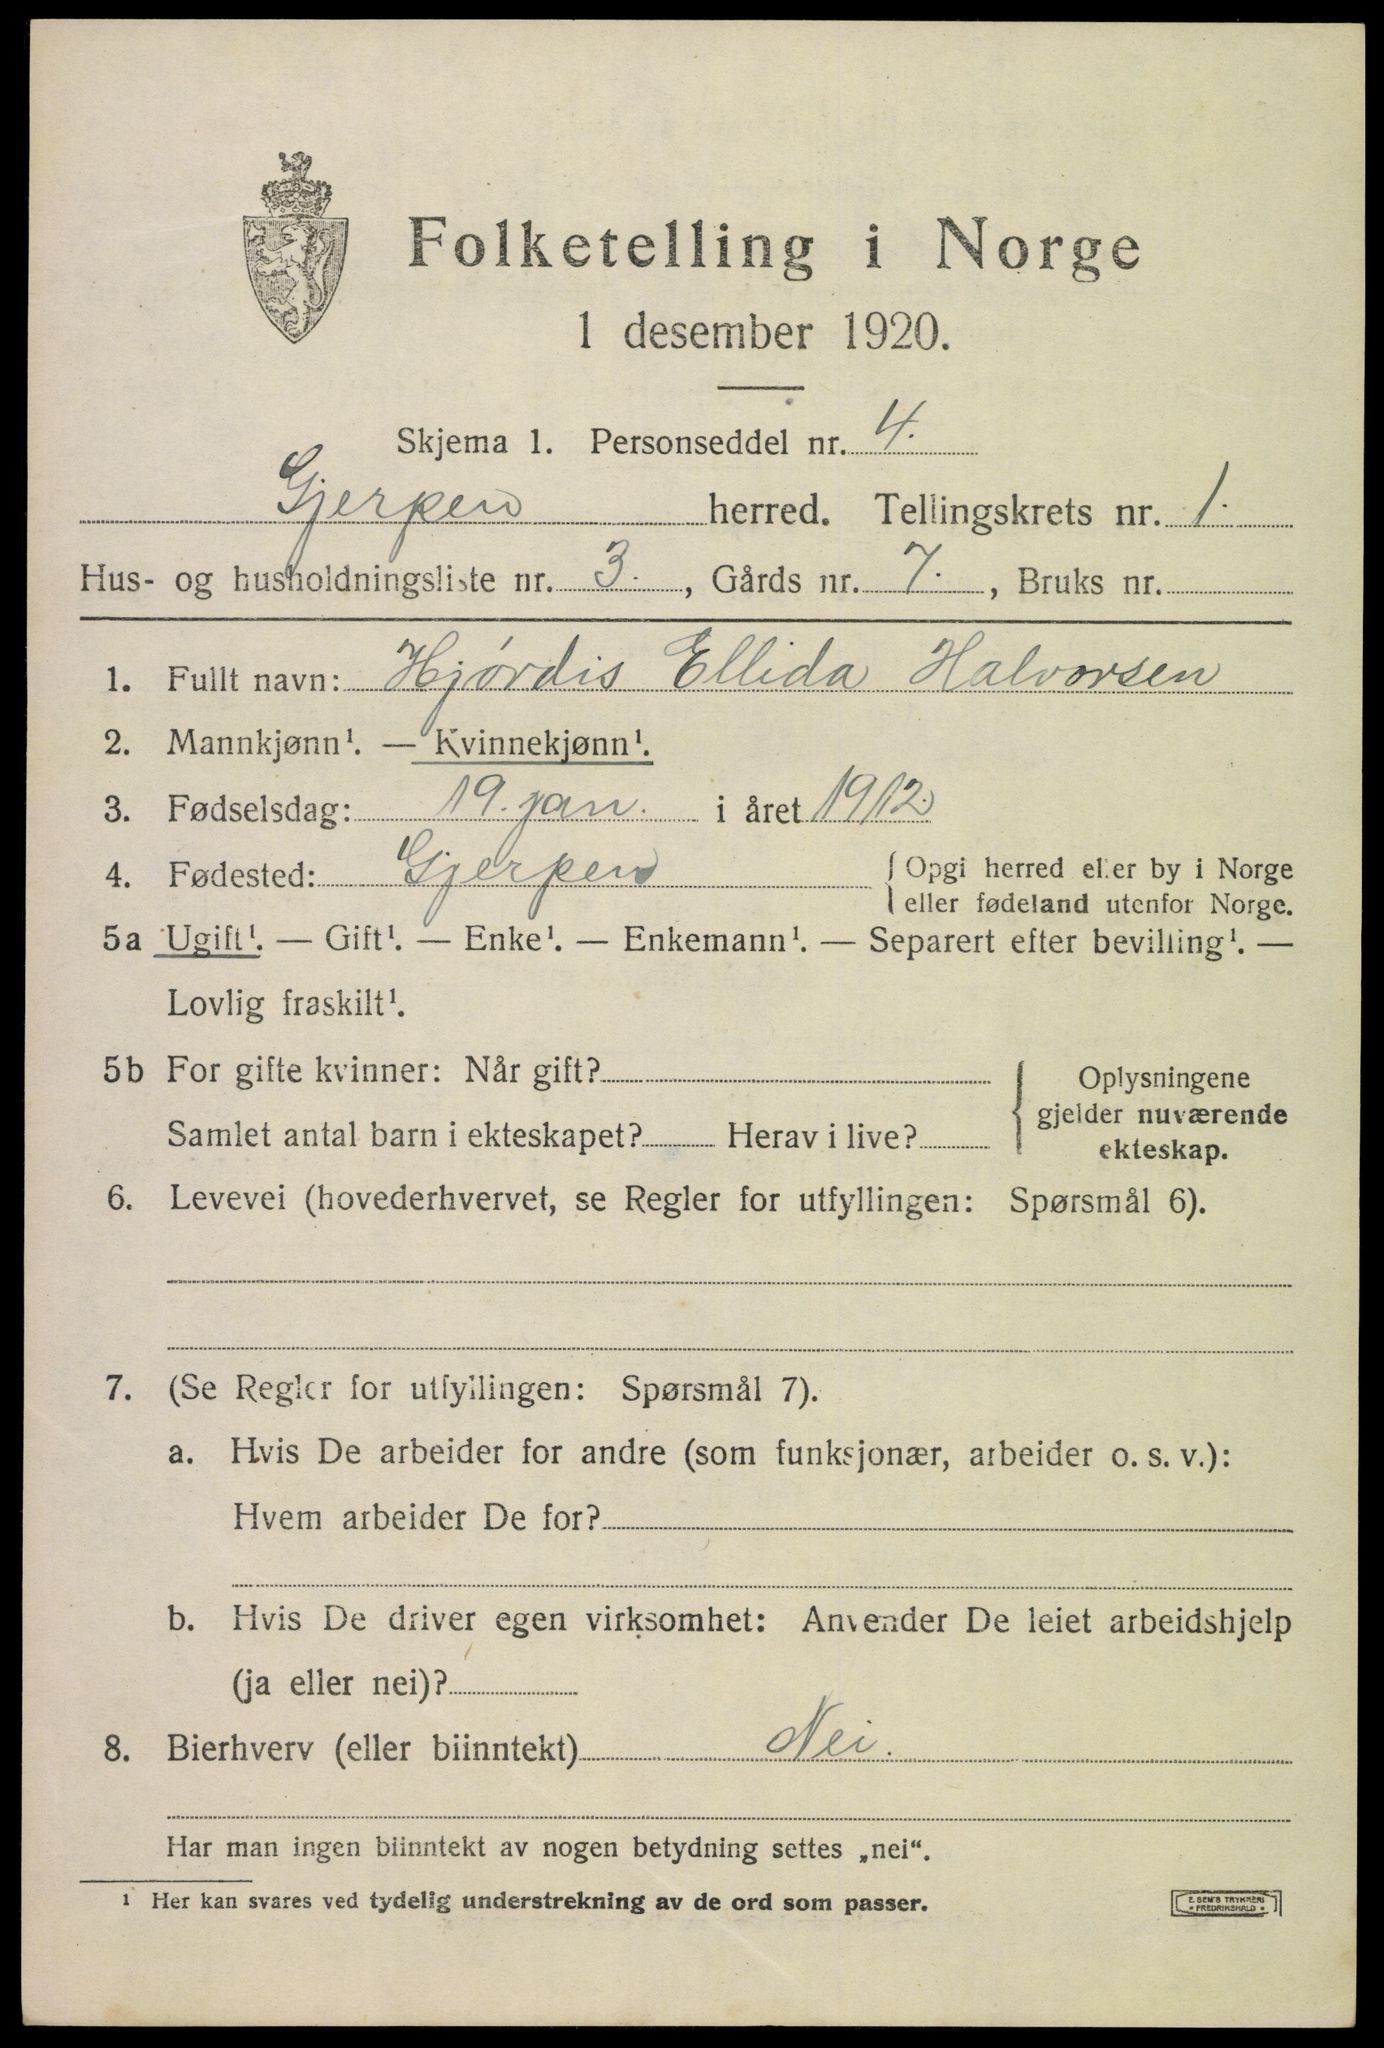 Folketelling i Norge
1 desember 1920.
Skjema 1. Personseddel nr. 4.
Gjerpen herred. Tellingskrets nr. 1.
Hus- og husholdningsliste nr. 3., Gårds nr. 7., Bruks nr.
1. Fullt navn: Hjórdis Ellida Halvorsen
2. Mannkjønn¹. — Kvinnekjønn¹.
3. Fødselsdag: 19. jan. i året 1912.
4. Fødested: Gjerpen { Opgi herred eller by i Norge
eller fødeland utenfor Norge.
5a Ugift¹. — Gift¹. — Enke¹. — Enkemann¹. — Separert efter bevilling¹. —
Lovlig fraskilt¹.
5b For gifte kvinner: Når gift?
Samlet antal barn i ekteskapet? Herav i live?
{ Oplysningene
gjelder nuværende
ekteskap.
6. Levevei (hovederhvervet, se Regler for utfyllingen: Spørsmål 6).
7. (Se Regler for utfyllingen: Spørsmål 7).
a. Hvis De arbeider for andre (som funksjonær, arbeider o. s. v.):
Hvem arbeider De for?
b. Hvis De driver egen virksomhet: Anvender De leiet arbeidshjelp
(ja eller nei)?
8. Bierhverv (eller biinntekt) Nei.
Har man ingen biinntekt av nogen betydning settes „nei“.
¹ Her kan svares ved tydelig understrekning av de ord som passer.
E. SEM'S TRYKKERI
FREDRIKSHALD